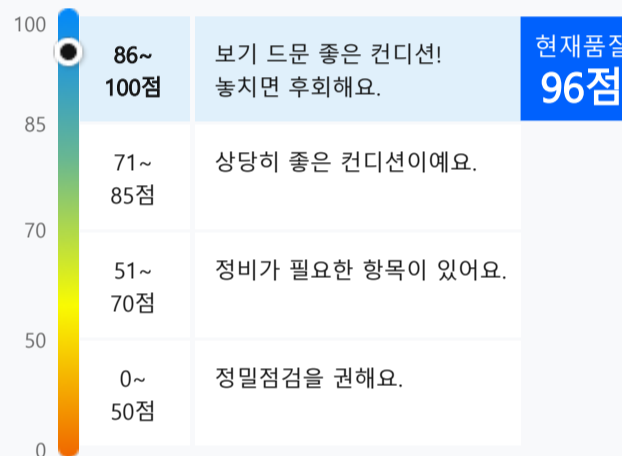 100
86~
100점
보기 드문 좋은 컨디션!
놓치면 후회해요.
현재품질
96점
85
71~
85점
상당히 좋은 컨디션이예요.
70
51~
70점
정비가 필요한 항목이 있어요.
50
0~
50점
정밀점검을 권해요.
0